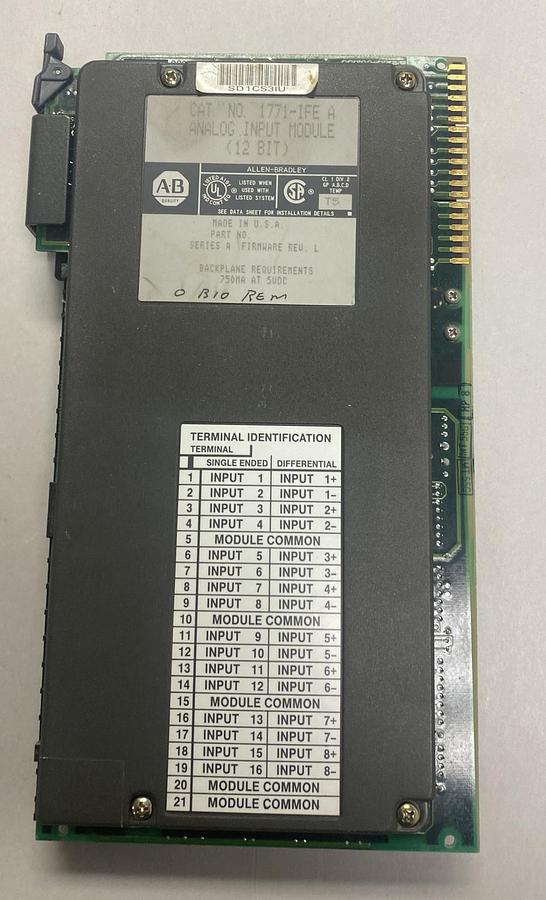 SD1CS3IU
CAT. NO. 1771-IFE A
ANALOG INPUT MODULE
(12 BIT)
ALLEN-BRADLEY
AB
QUALITY
UL
LISTED WHEN
USED WITH
LISTED SYSTEM
CL 1 DIV 2
GP A,B,C,D
TEMP
T5
SEE DATA SHEET FOR INSTALLATION DETAILS
MADE IN U.S.A.
PART NO.
SERIES A FIRMWARE REV. L
BACKPLANE REQUIREMENTS
750MA AT 5VDC
O BIO REM
TERMINAL IDENTIFICATION
TERMINAL
SINGLE ENDED DIFFERENTIAL
1 INPUT 1 INPUT 1+
2 INPUT 2 INPUT 1–
3 INPUT 3 INPUT 2+
4 INPUT 4 INPUT 2–
5 MODULE COMMON
6 INPUT 5 INPUT 3+
7 INPUT 6 INPUT 3–
8 INPUT 7 INPUT 4+
9 INPUT 8 INPUT 4–
10 MODULE COMMON
11 INPUT 9 INPUT 5+
12 INPUT 10 INPUT 5–
13 INPUT 11 INPUT 6+
14 INPUT 12 INPUT 6–
15 MODULE COMMON
16 INPUT 13 INPUT 7+
17 INPUT 14 INPUT 7–
18 INPUT 15 INPUT 8+
19 INPUT 16 INPUT 8–
20 MODULE COMMON
21 MODULE COMMON